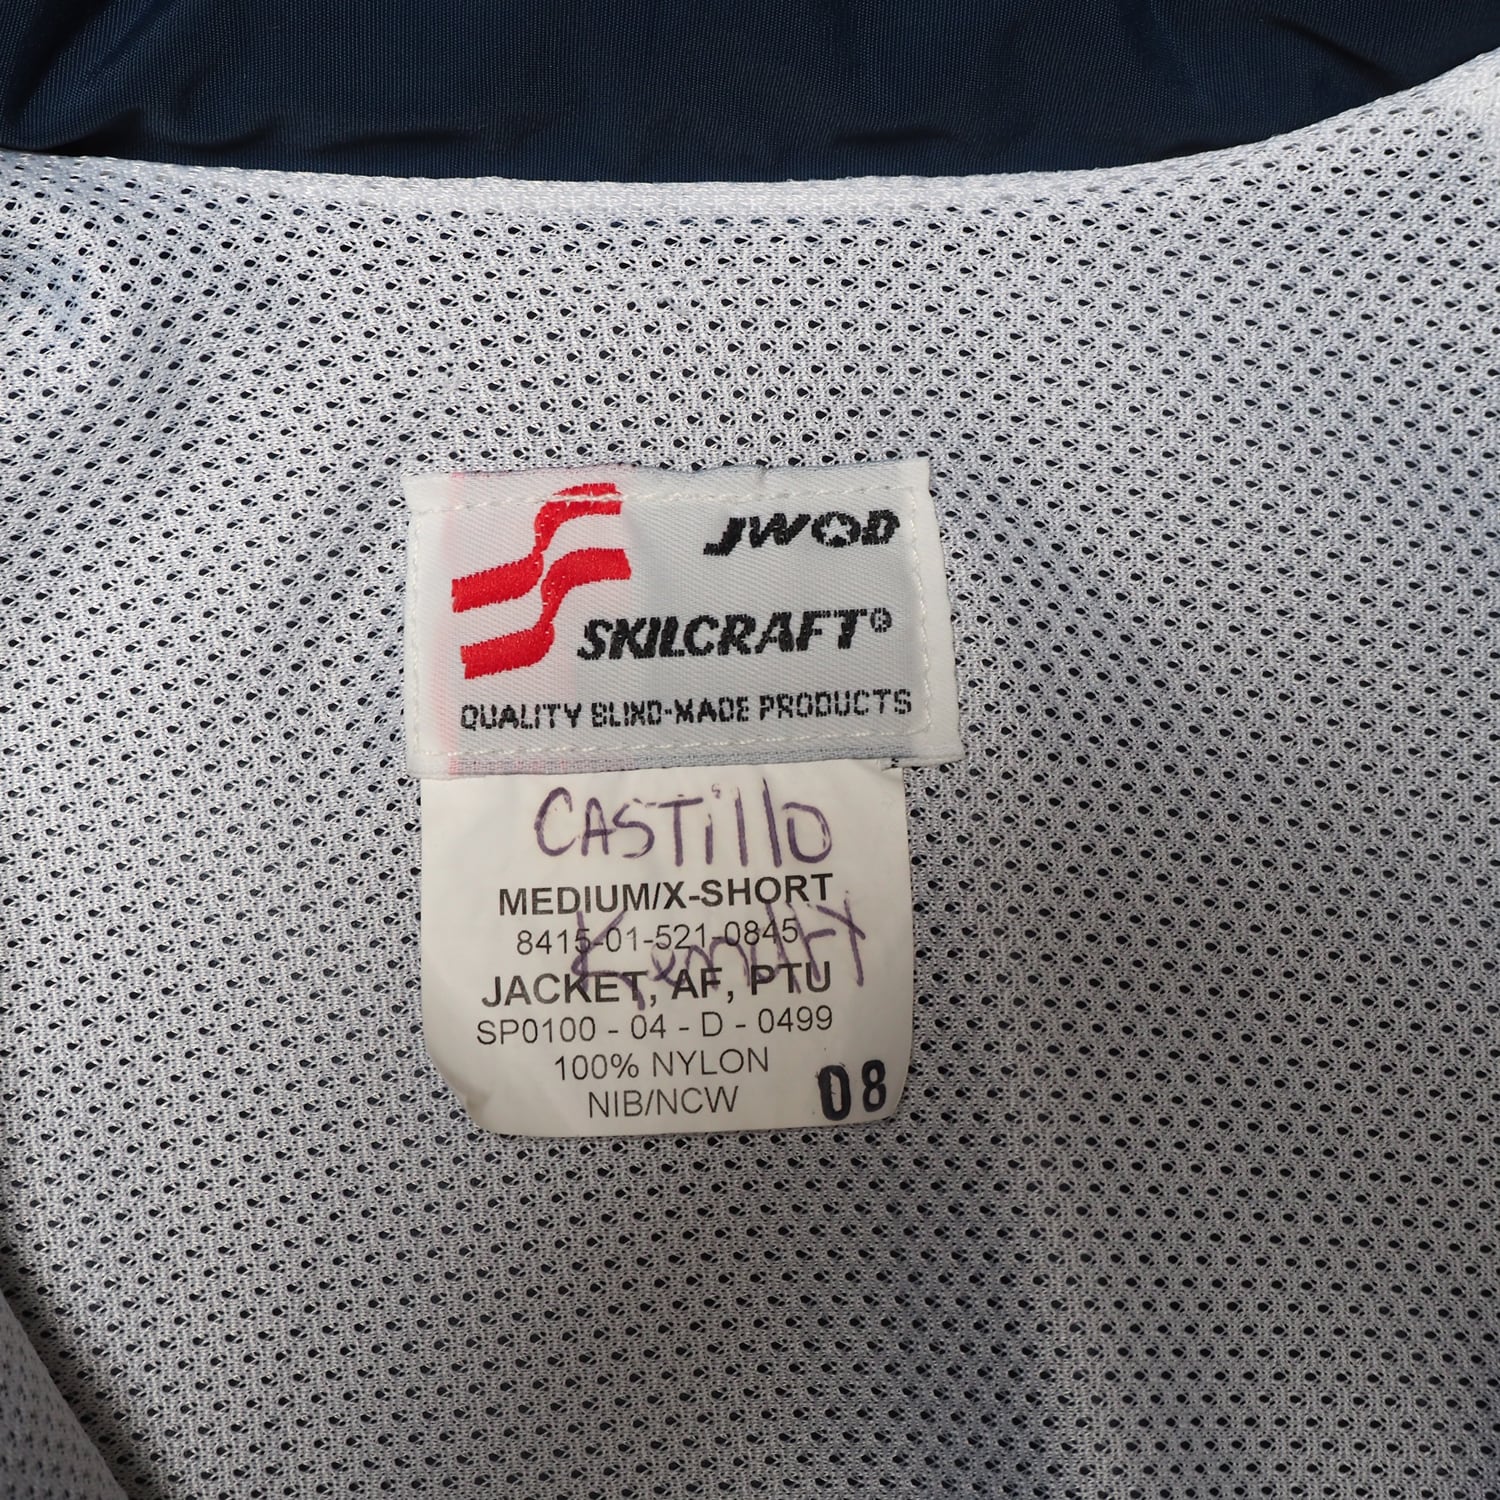 JWOD
SKILCRAFT®
QUALITY BLIND-MADE PRODUCTS
CASTillO
MEDIUM/X-SHORT
8415-01-521-0845
JACKET, AF, PTU
SP0100 - 04 - D - 0499
100% NYLON
NIB/NCW
08